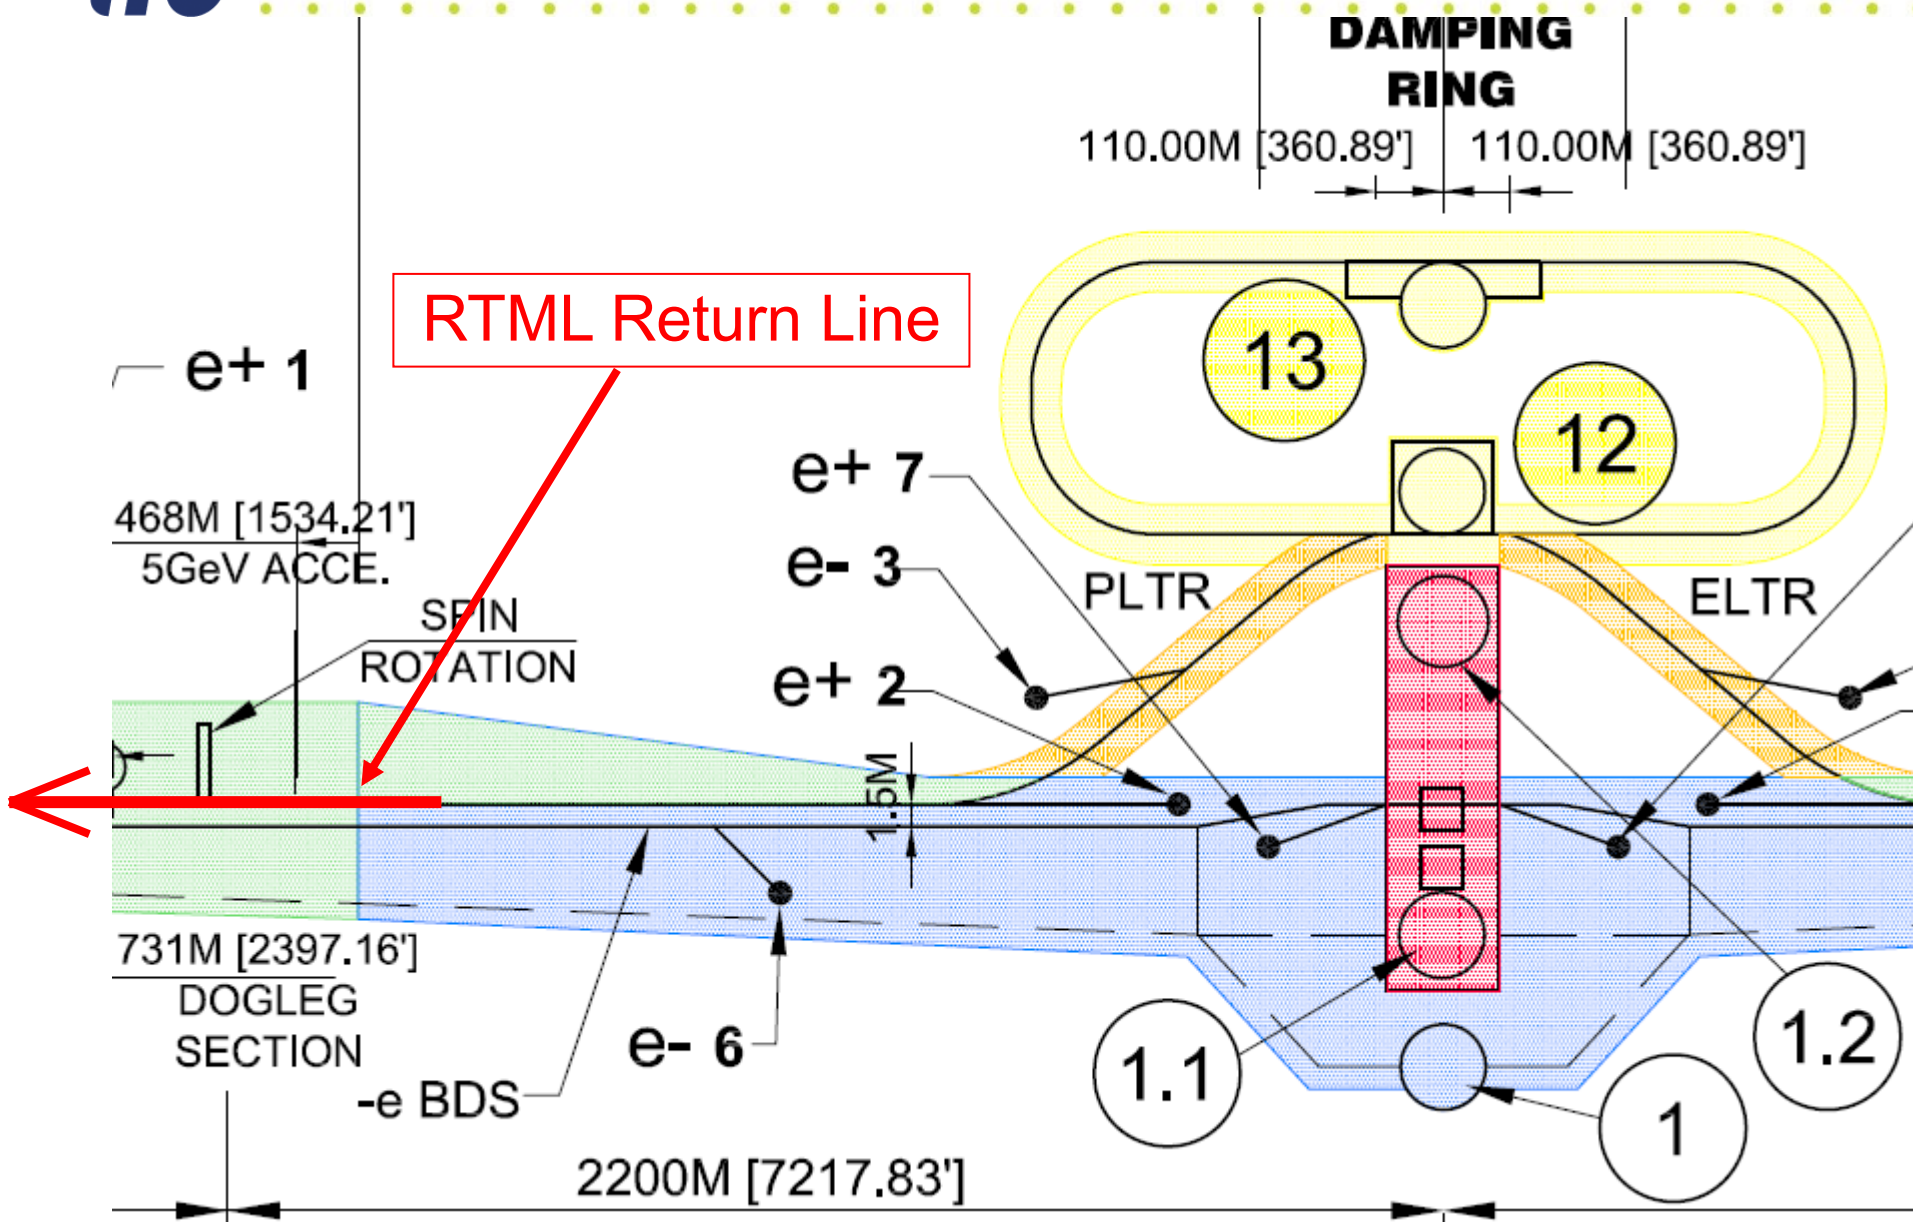 DAMPING
RING
110.00M [360.89'] 110.00M [360.89']
RTML Return Line
13
e+ 1
12
e+ 7
468M [1534.21']
5GeV ACCE.
e- 3
PLTR
ELTR
SPIN
ROTATION
e+ 2
1.5M
731M [2397.16']
DOGLEG
SECTION
e- 6
-e BDS
1.1
1.2
1
2200M [7217.83']